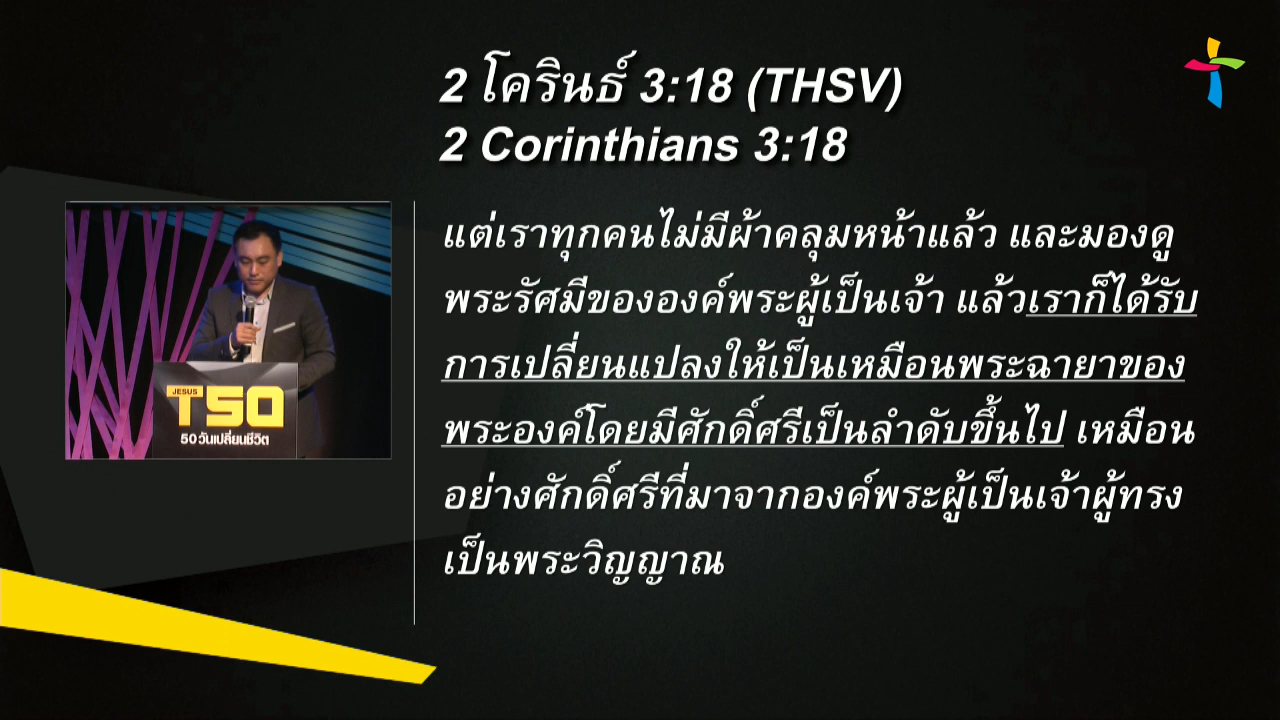 2 โครินธ์ 3:18 (THSV)
2 Corinthians 3:18
แต่เราทุกคนไม่มีผ้าคลุมหน้าแล้ว และมองดู
พระรัศมีขององค์พระผู้เป็นเจ้า แล้วเราก็ได้รับ
การเปลี่ยนแปลงให้เป็นเหมือนพระฉายาของ
พระองค์โดยมีศักดิ์ศรีเป็นลำดับขึ้นไป เหมือน
อย่างศักดิ์ศรีที่มาจากองค์พระผู้เป็นเจ้าผู้ทรง
เป็นพระวิญญาณ
JESUS
T50
50 วันเปลี่ยนชีวิต